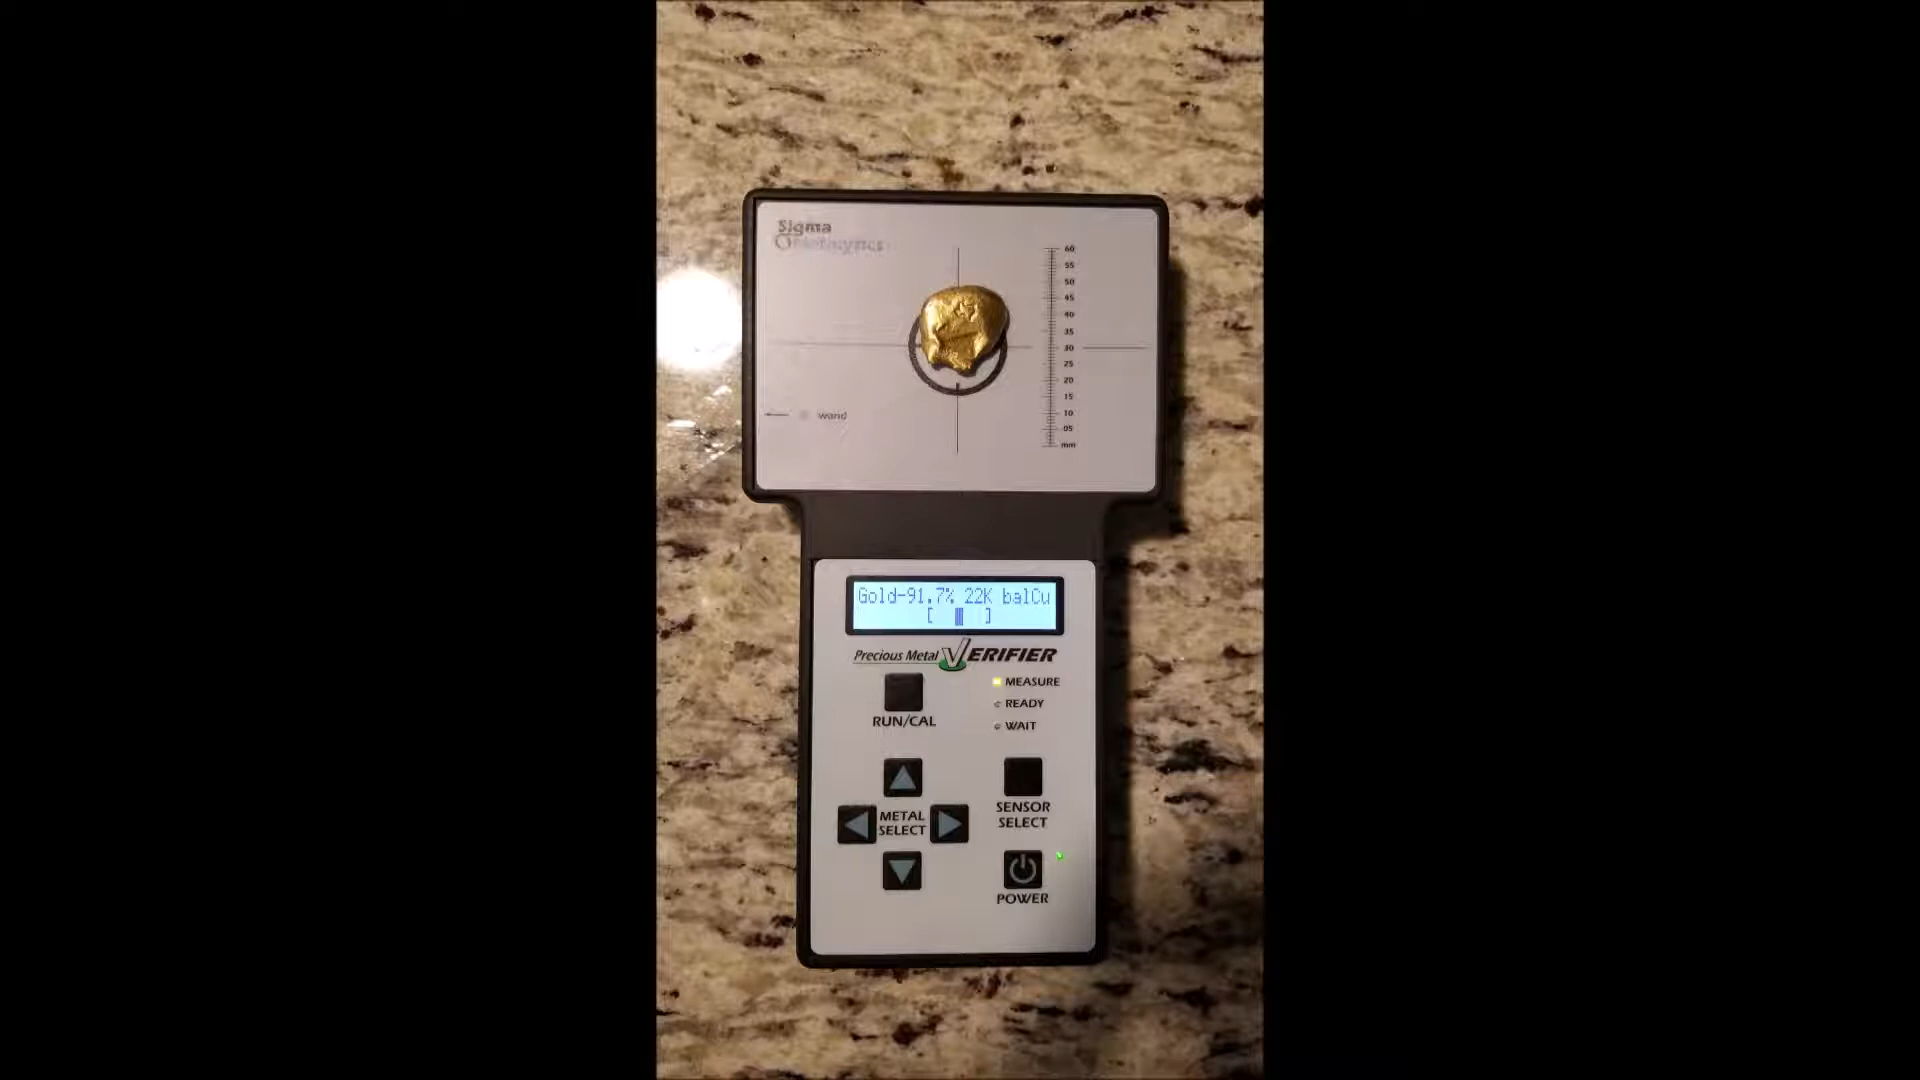 Sigma
Metalytics
60
55
50
45
40
35
30
25
20
15
10
05
mm
wand
Gold-91.7% 22K balCu
[ ||| ]
Precious Metal VERIFIER
MEASURE
RUN/CAL
READY
WAIT
METAL
SELECT
SENSOR
SELECT
POWER